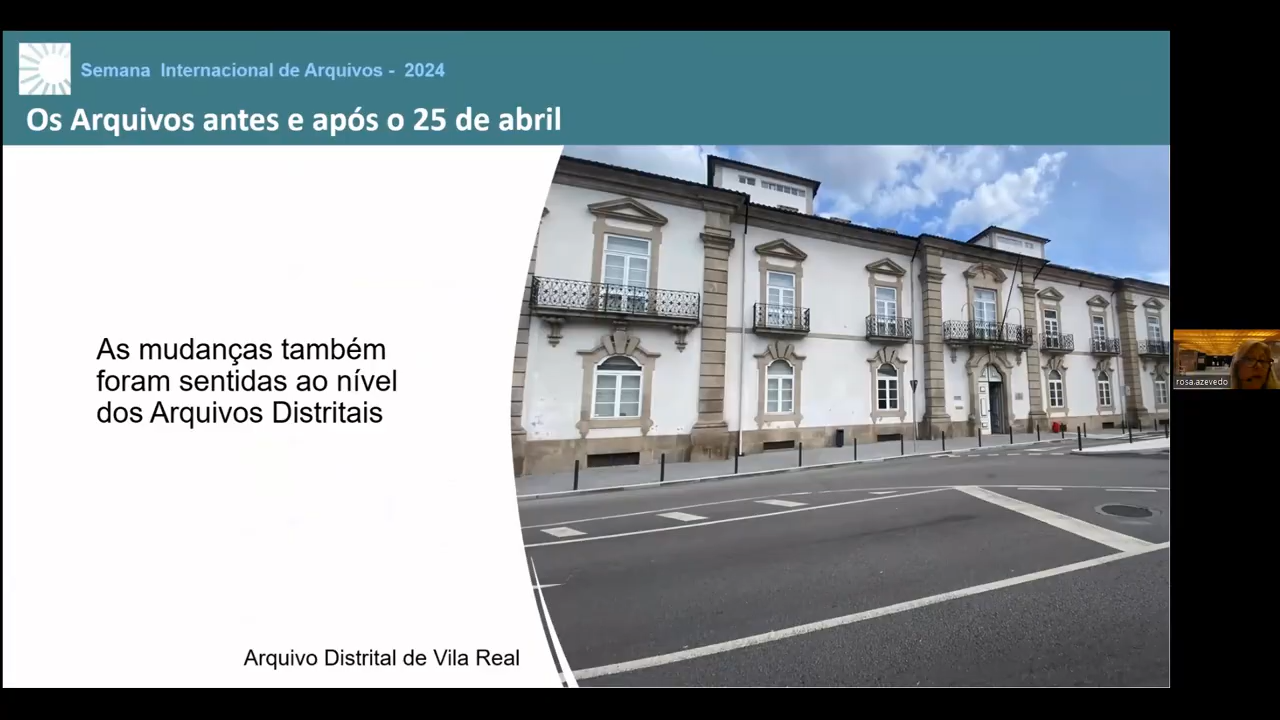 Semana Internacional de Arquivos - 2024
Os Arquivos antes e após o 25 de abril
As mudanças também
foram sentidas ao nível
dos Arquivos Distritais
Arquivo Distrital de Vila Real
rosa.azevedo